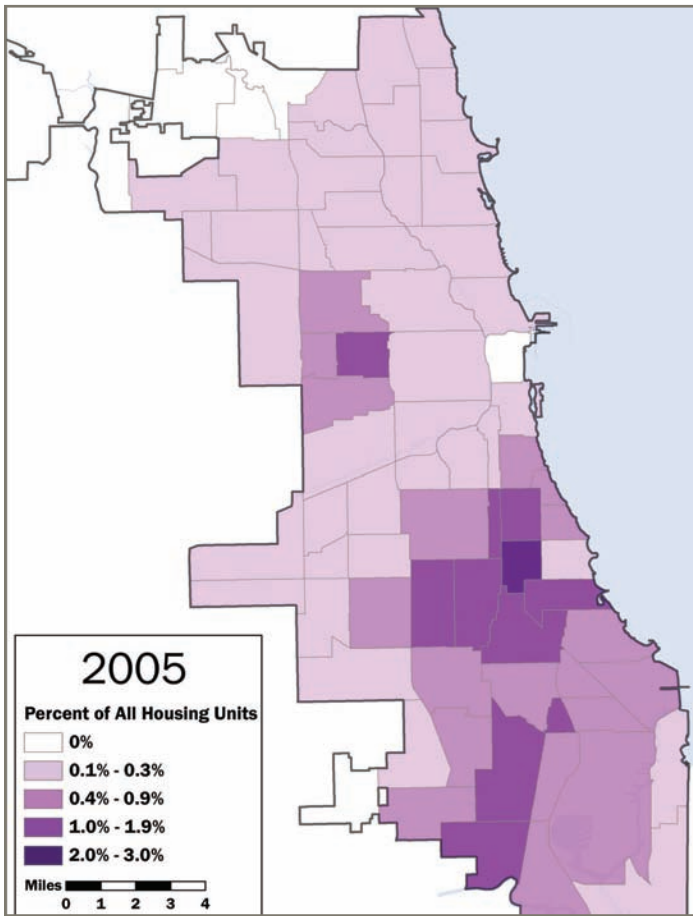 2005
Percent of All Housing Units
0%
0.1% - 0.3%
0.4% - 0.9%
1.0% - 1.9%
2.0% - 3.0%
Miles
0 1 2 3 4